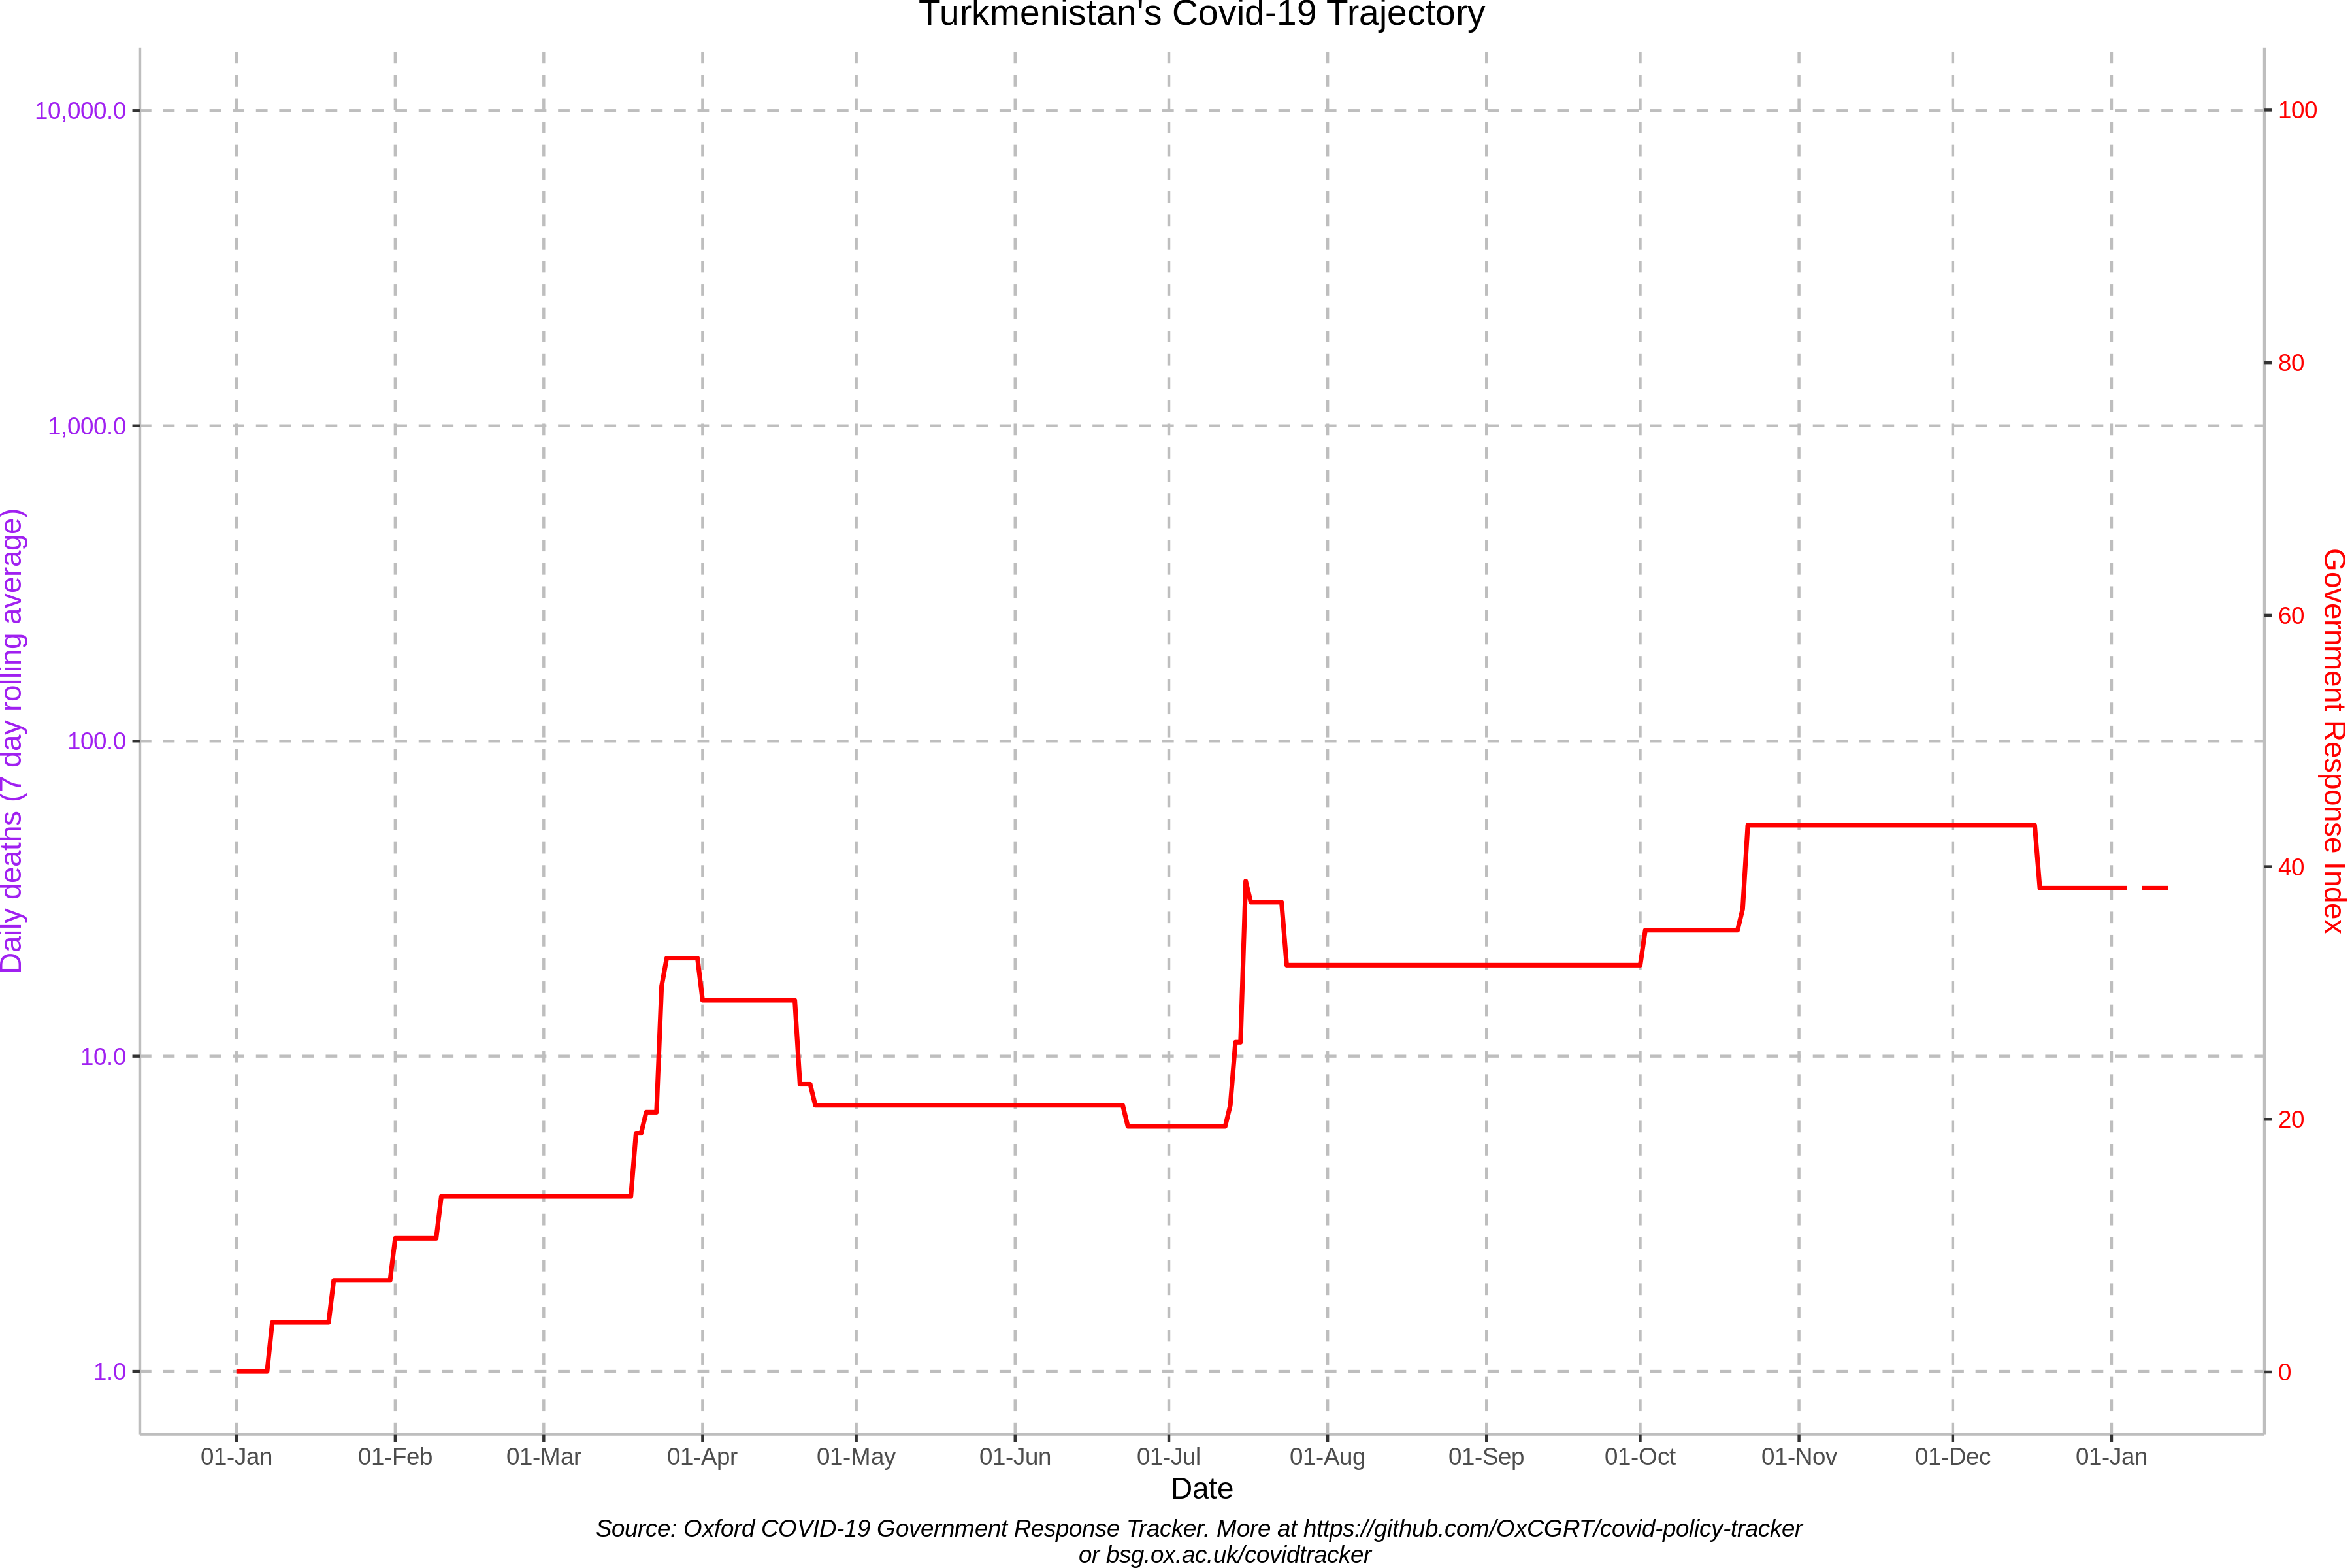 Turkmenistan's Covid-19 Trajectory
10,000.0
1,000.0
100.0
10.0
1.0
Daily deaths (7 day rolling average)
100
80
60
40
20
0
Government Response Index
01-Jan 01-Feb 01-Mar 01-Apr 01-May 01-Jun 01-Jul 01-Aug 01-Sep 01-Oct 01-Nov 01-Dec 01-Jan
Date
Source: Oxford COVID-19 Government Response Tracker. More at https://github.com/OxCGRT/covid-policy-tracker
or bsg.ox.ac.uk/covidtracker